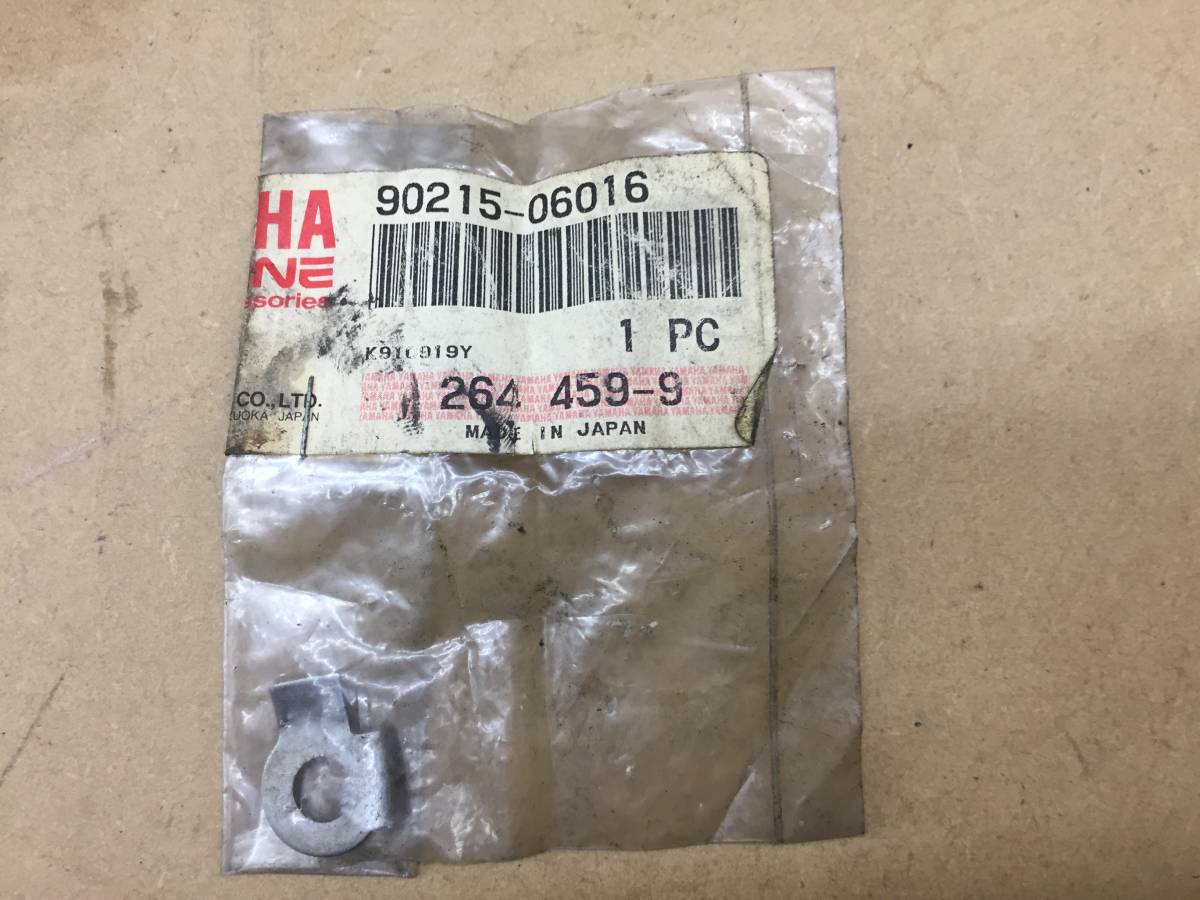 HA
90215-06016
NE
ssories
1 PC
K910919Y
264 459-9
CO., LTD.
UOKA JAPAN
MADE IN JAPAN